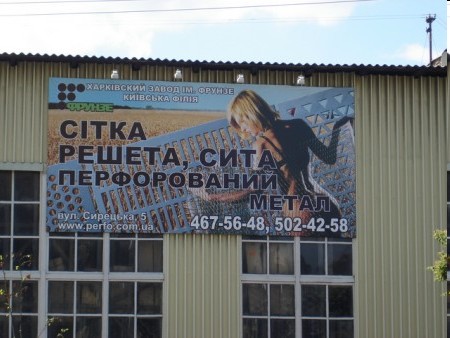 ХАРКІВСКИЙ ЗАВОД ІМ. ФРУНЗЕ
КИЇВСЬКА ФІЛІЯ
ФРУНЗЕ
СІТКА
РЕШЕТА, СИТА
ПЕРФОРОВАНИЙ
МЕТАЛ
вул. Сирецька, 5
www.perfo.com.ua
467-56-48, 502-42-58